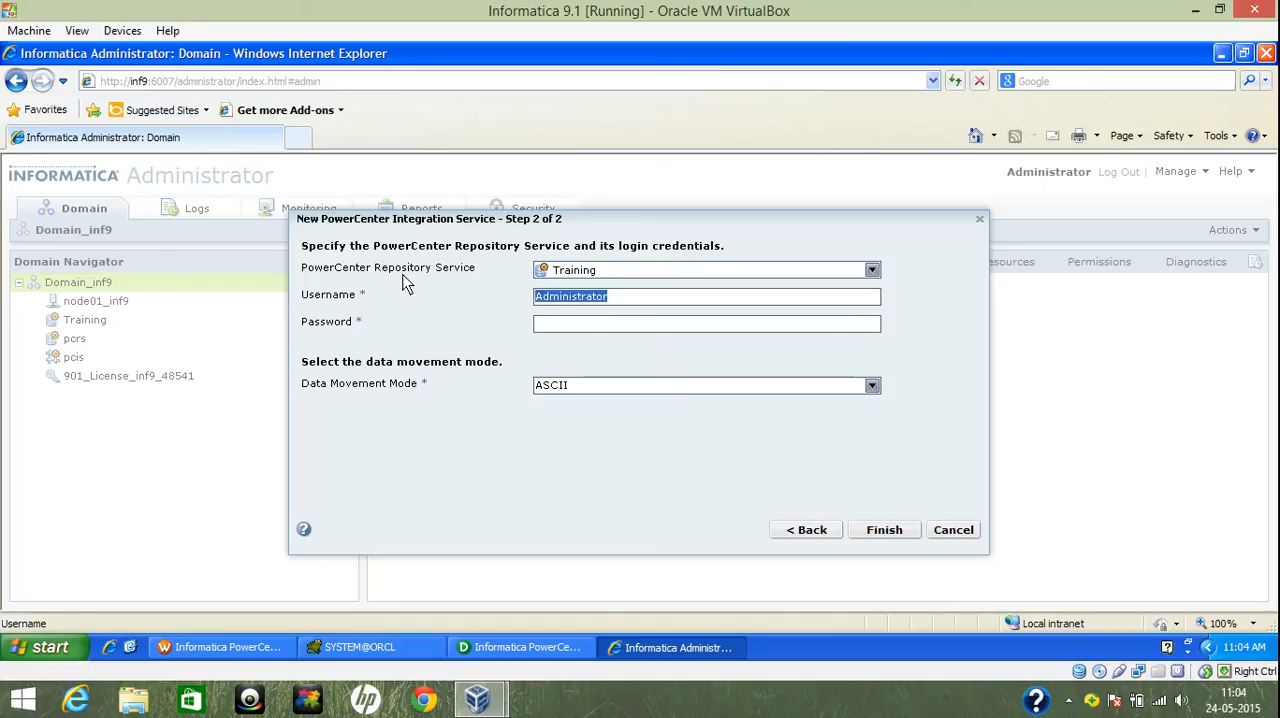 Informatica 9.1 [Running] - Oracle VM VirtualBox
Machine View Devices Help
Informatica Administrator: Domain - Windows Internet Explorer
http://inf9:6007/administrator/index.html#admin
Google
Favorites Suggested Sites Get more Add-ons
Informatica Administrator: Domain
Page Safety Tools
INFORMATICA Administrator
Administrator Log Out Manage Help
Domain Logs Monitoring Reports Security
Domain_inf9
Actions
Domain Navigator
esources Permissions Diagnostics
Domain_inf9
node01_inf9
Training
pcrs
pcis
901_License_inf9_48541
New PowerCenter Integration Service - Step 2 of 2
Specify the PowerCenter Repository Service and its login credentials.
PowerCenter Repository Service Training
Username * Administrator
Password *
Select the data movement mode.
Data Movement Mode * ASCII
< Back Finish Cancel
Username
Local intranet
100%
start
Informatica PowerCe...
SYSTEM@ORCL
Informatica PowerCe...
Informatica Administr...
11:04 AM
Right Ctrl
11:04
24-05-2015